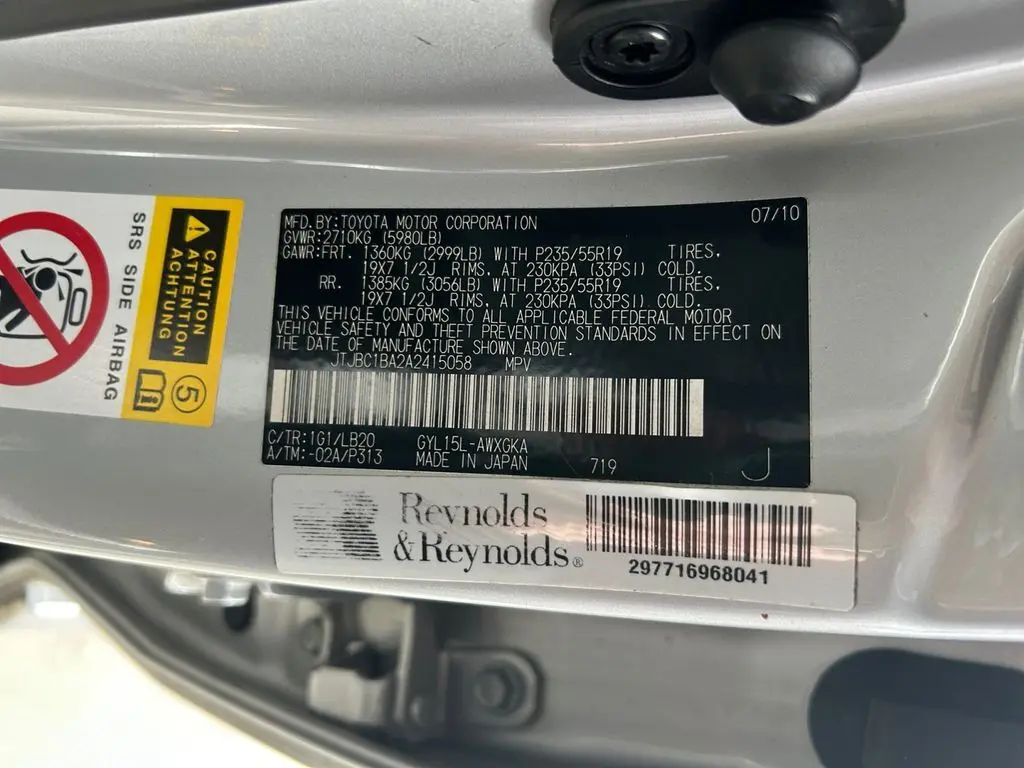 MFD.BY:TOYOTA MOTOR CORPORATION 07/10
GVWR:2710KG (5980LB)
GAWR:FRT. 1360KG (2999LB) WITH P235/55R19 TIRES,
19X7 1/2J RIMS, AT 230KPA (33PSI) COLD.
RR. 1385KG (3056LB) WITH P235/55R19 TIRES,
19X7 1/2J RIMS, AT 230KPA (33PSI) COLD.
THIS VEHICLE CONFORMS TO ALL APPLICABLE FEDERAL MOTOR
VEHICLE SAFETY AND THEFT PREVENTION STANDARDS IN EFFECT ON
THE DATE OF MANUFACTURE SHOWN ABOVE.
JTJBC1BA2A2415058 MPV
C/TR:1G1/LB20 GYL15L-AWXGKA
A/TM:-02A/P313 MADE IN JAPAN 719 J
SRS SIDE AIRBAG
CAUTION
ATTENTION
ACHTUNG
5
Reynolds
&Reynolds®
297716968041